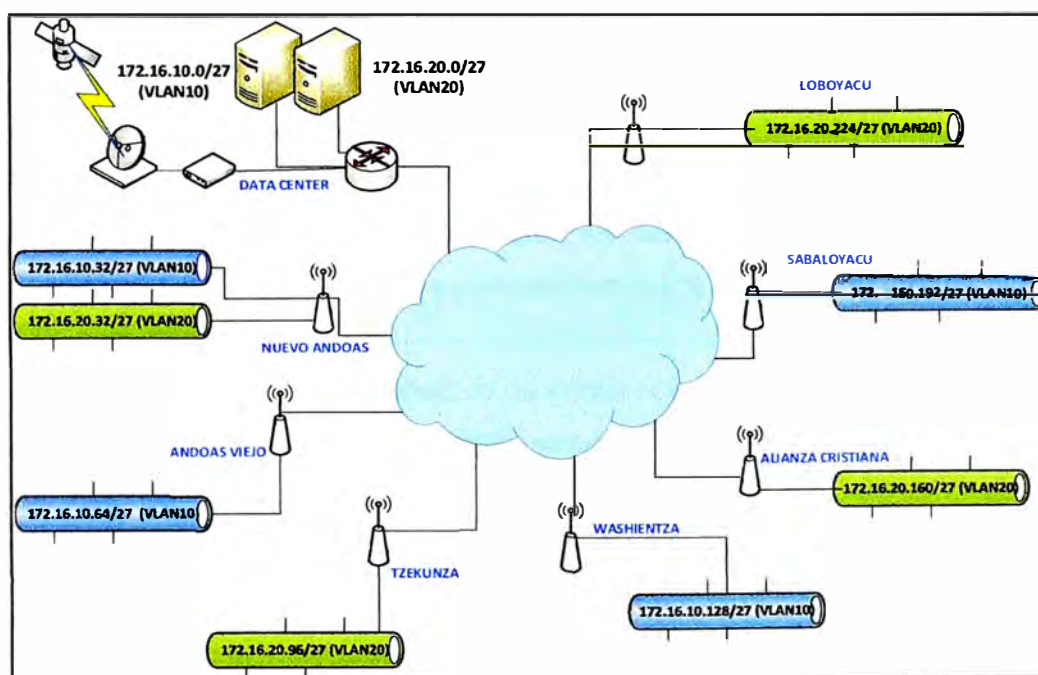 172.16.10.0/27
(VLAN10)
172.16.20.0/27
(VLAN20)
DATA CENTER
LOBOYACU
172.16.20.224/27 (VLAN20)
172.16.10.32/27 (VLAN10)
172.16.20.32/27 (VLAN20)
NUEVO ANDOAS
SABALOYACU
172. .192/27 (VLAN10)
ANDOAS VIEJO
172.16.10.64/27 (VLAN10
ALIANZA CRISTIANA
172.16.20.160/27 (VLAN20)
TZEKUNZA
172.16.20.96/27 (VLAN20)
WASHIENTZA
172.16.10.128/27 (VLAN10)